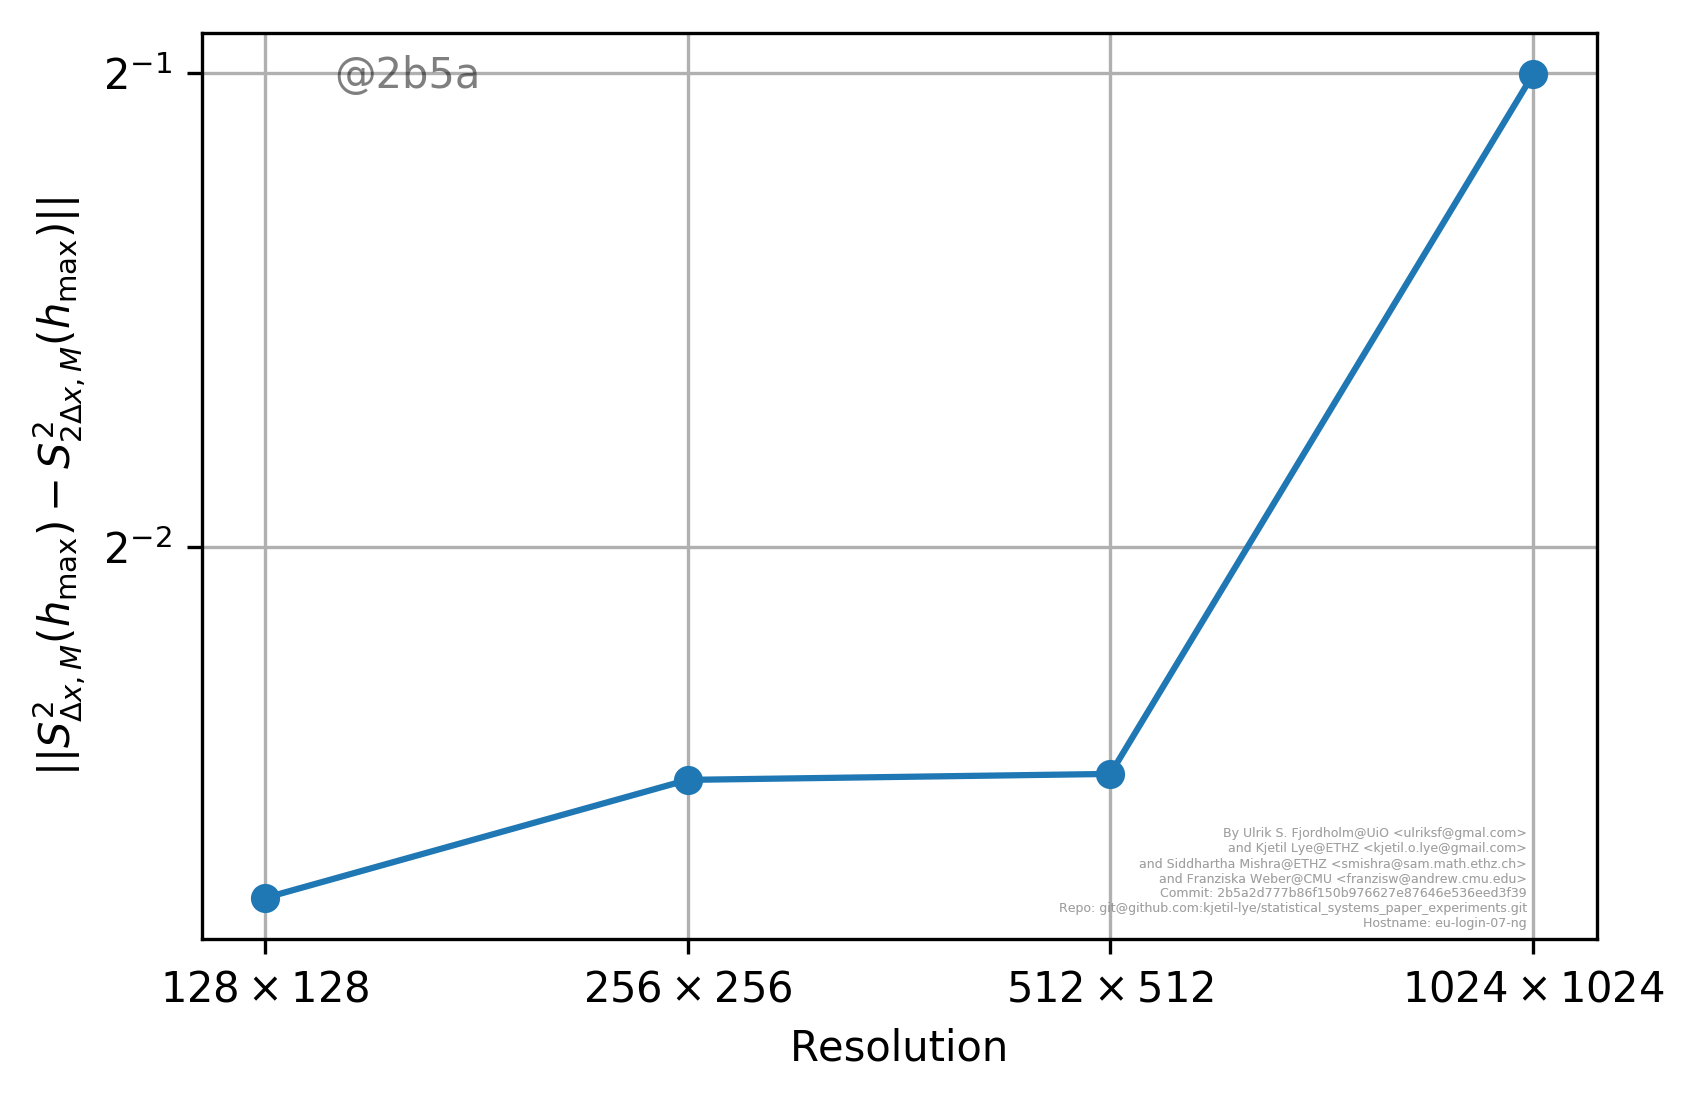 @2b5a
2⁻¹
2⁻²
||S²_{Δx,M}(h_max) − S²_{2Δx,M}(h_max)||
By Ulrik S. Fjordholm@UiO <ulriksf@gmal.com>
and Kjetil Lye@ETHZ <kjetil.o.lye@gmail.com>
and Siddhartha Mishra@ETHZ <smishra@sam.math.ethz.ch>
and Franziska Weber@CMU <franzisw@andrew.cmu.edu>
Commit: 2b5a2d777b86f150b976627e87646e536eed3f39
Repo: git@github.com:kjetil-lye/statistical_systems_paper_experiments.git
Hostname: eu-login-07-ng
128 × 128 256 × 256 512 × 512 1024 × 1024
Resolution